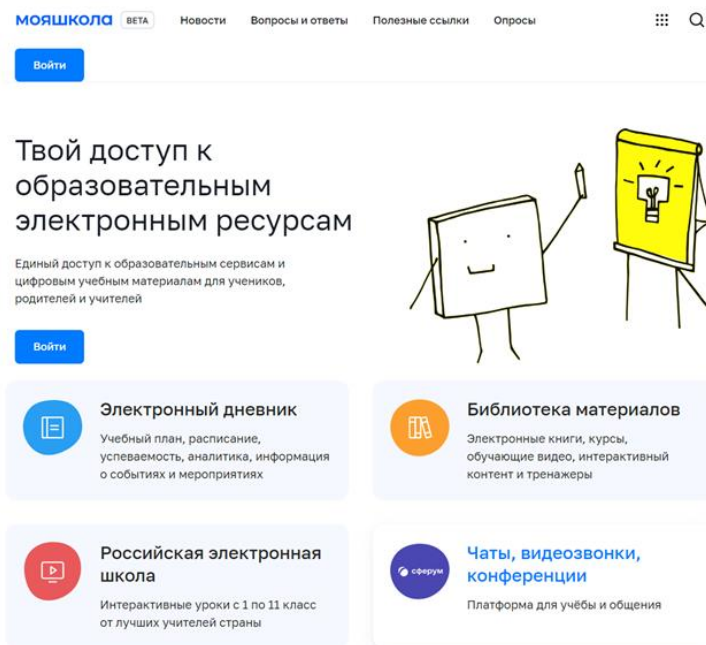 мояшкола BETA Новости Вопросы и ответы Полезные ссылки Опросы
Войти
Твой доступ к
образовательным
электронным ресурсам
Единый доступ к образовательным сервисам и
цифровым учебным материалам для учеников,
родителей и учителей
Войти
Электронный дневник
Учебный план, расписание,
успеваемость, аналитика, информация
о событиях и мероприятиях
Библиотека материалов
Электронные книги, курсы,
обучающие видео, интерактивный
контент и тренажеры
Российская электронная
школа
Интерактивные уроки с 1 по 11 класс
от лучших учителей страны
сферум
Чаты, видеозвонки,
конференции
Платформа для учёбы и общения